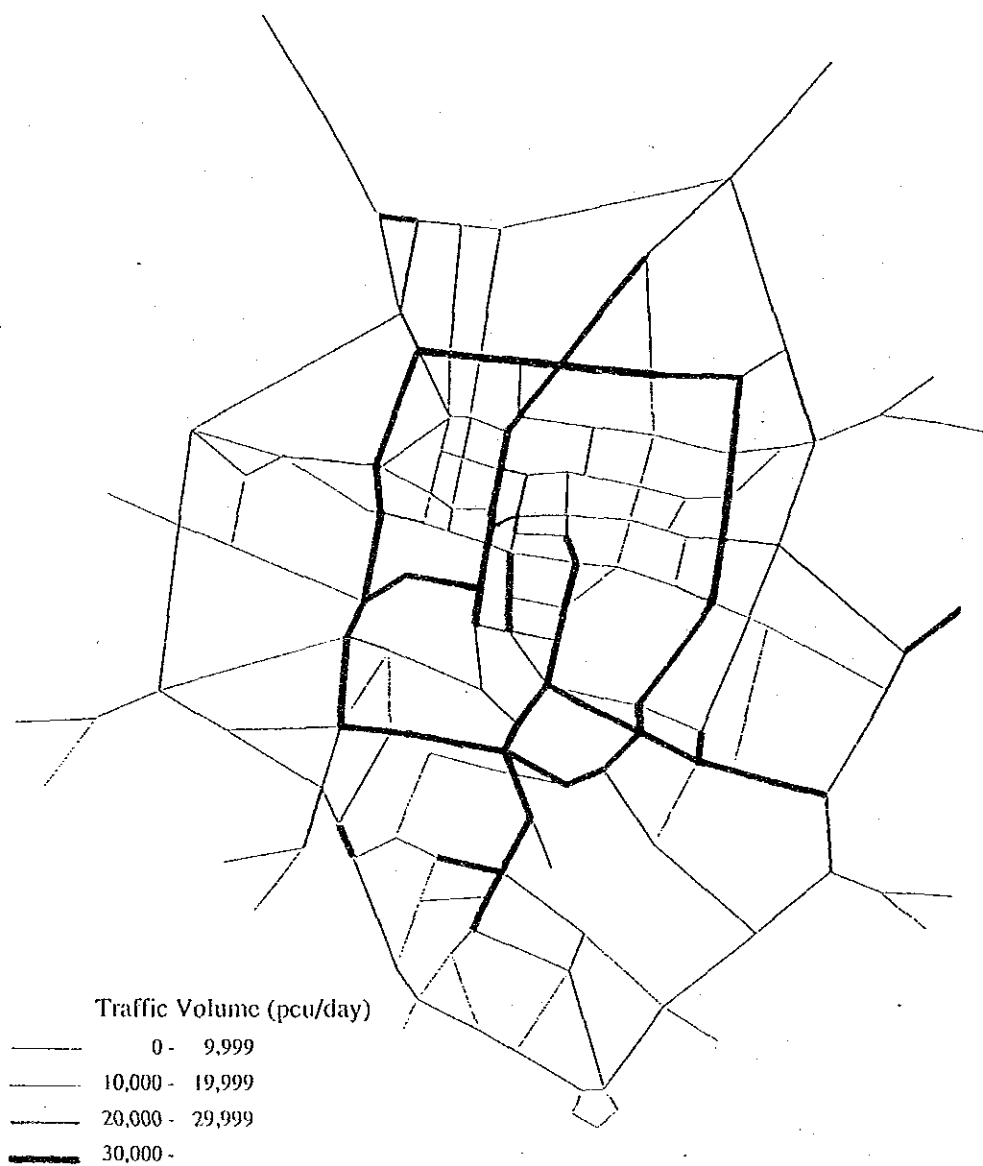 Traffic Volume (pcu/day)
0 - 9,999
10,000 - 19,999
20,000 - 29,999
30,000 -